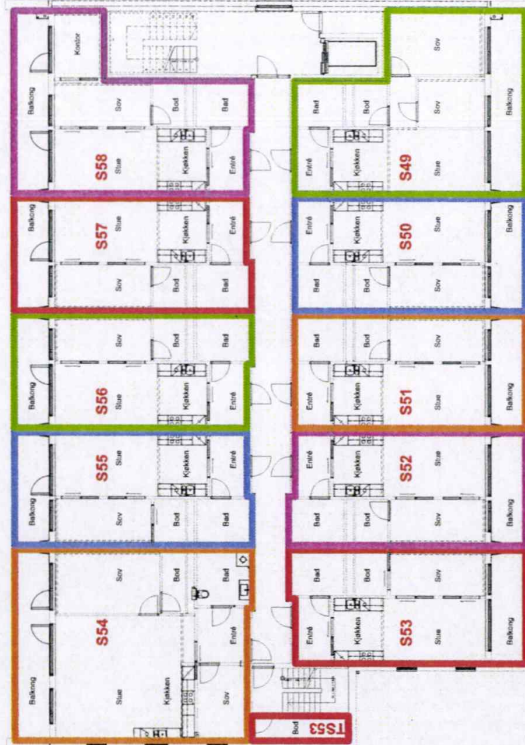 Balkong
Kontor
Sov
Bod
Bad
S58
Stue
Kjøkken
Entré
Balkong
S57
Stue
Kjøkken
Entré
Sov
Bod
Bad
Balkong
Sov
Bod
Bad
S56
Stue
Kjøkken
Entré
Balkong
S55
Stue
Kjøkken
Entré
Sov
Bod
Bad
Balkong
S54
Sov
Bod
Bad
Stue
Entré
Kjøkken
Sov
Sov
Bad
Bod
Sov
Balkong
Entré
Kjøkken
Stue
S49
Entré
Kjøkken
Stue
S50
Balkong
Bad
Bod
Sov
Bad
Bod
Sov
Balkong
Entré
Kjøkken
Stue
S51
Entré
Kjøkken
Stue
S52
Balkong
Bad
Bod
Sov
Bad
Bod
Sov
Balkong
Entré
Kjøkken
Stue
S53
Bod
TS53